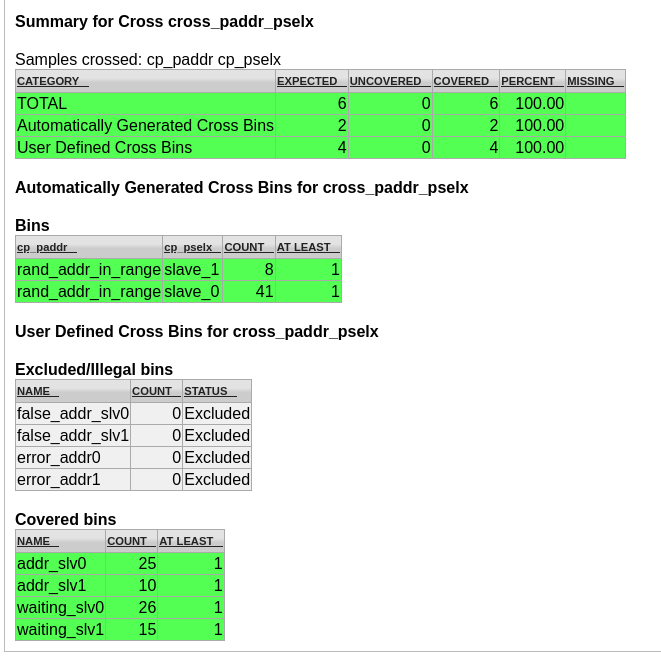 Summary for Cross cross_paddr_pselx
Samples crossed: cp_paddr cp_pselx
CATEGORY EXPECTED UNCOVERED COVERED PERCENT MISSING
TOTAL 6 0 6 100.00
Automatically Generated Cross Bins 2 0 2 100.00
User Defined Cross Bins 4 0 4 100.00
Automatically Generated Cross Bins for cross_paddr_pselx
Bins
cp_paddr cp_pselx COUNT AT LEAST
rand_addr_in_range slave_1 8 1
rand_addr_in_range slave_0 41 1
User Defined Cross Bins for cross_paddr_pselx
Excluded/Illegal bins
NAME COUNT STATUS
false_addr_slv0 0 Excluded
false_addr_slv1 0 Excluded
error_addr0 0 Excluded
error_addr1 0 Excluded
Covered bins
NAME COUNT AT LEAST
addr_slv0 25 1
addr_slv1 10 1
waiting_slv0 26 1
waiting_slv1 15 1